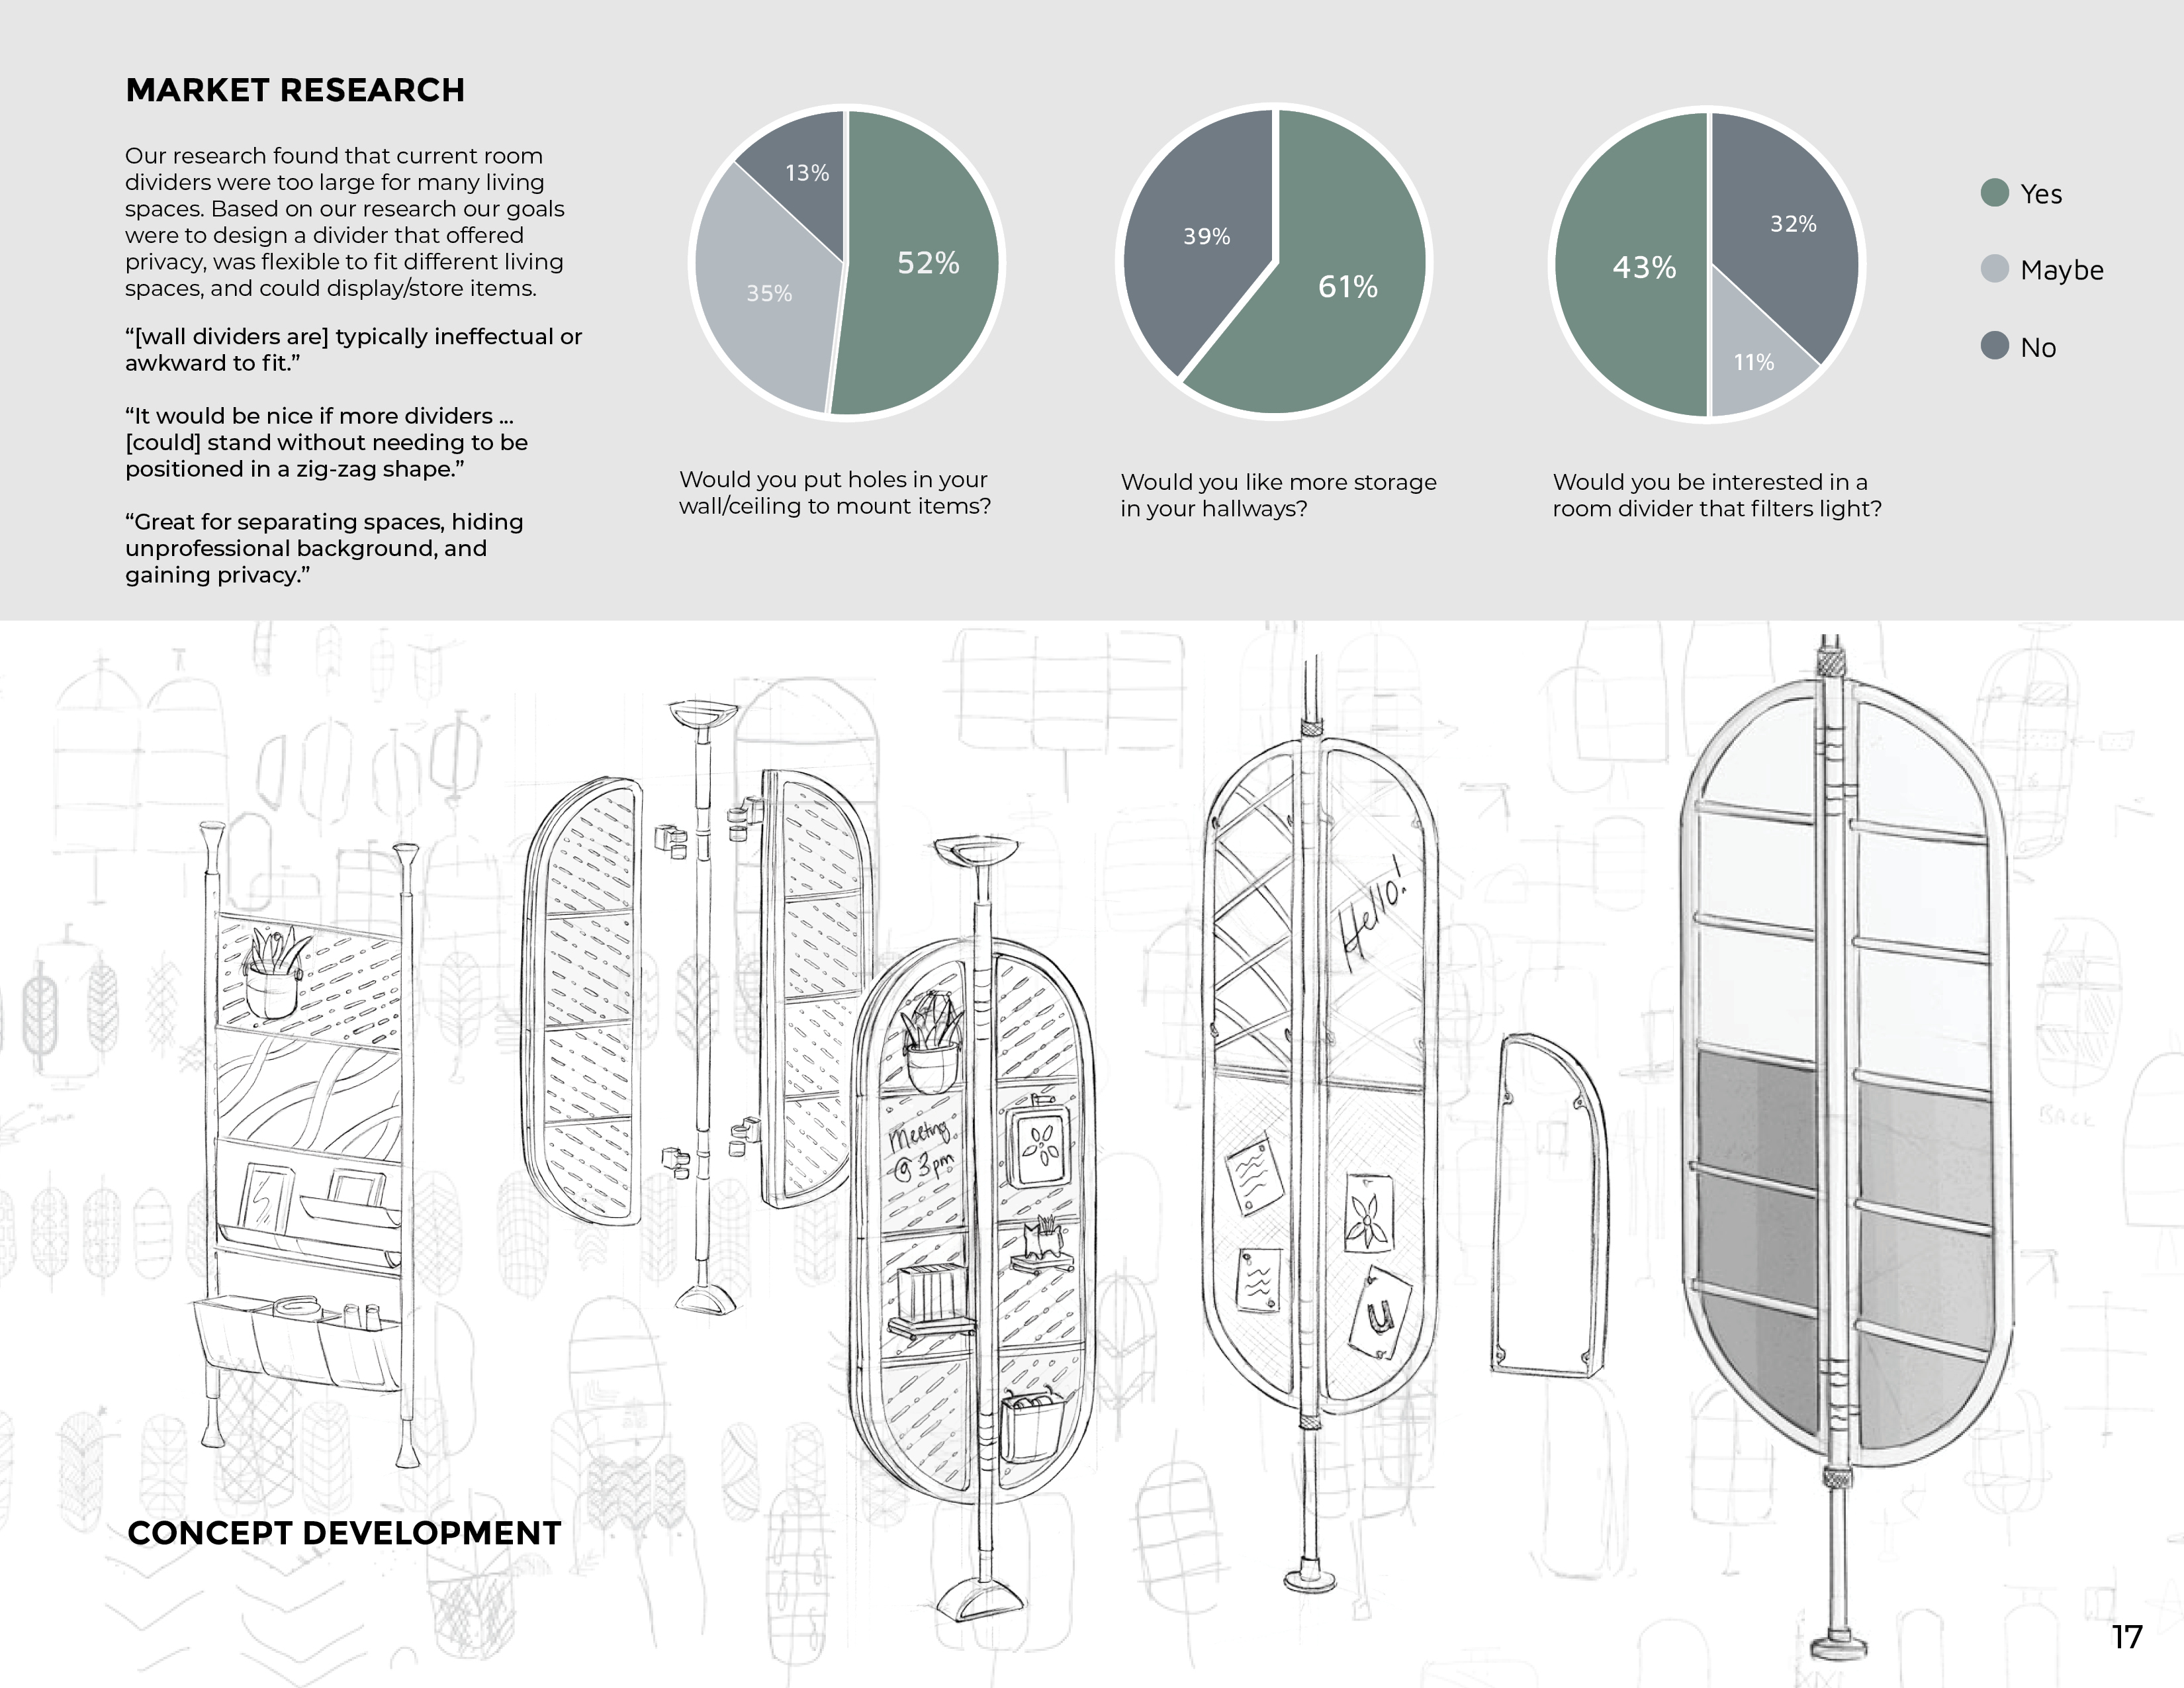 MARKET RESEARCH
Our research found that current room
dividers were too large for many living
spaces. Based on our research our goals
were to design a divider that offered
privacy, was flexible to fit different living
spaces, and could display/store items.
“[wall dividers are] typically ineffectual or
awkward to fit.”
“It would be nice if more dividers ...
[could] stand without needing to be
positioned in a zig-zag shape.”
“Great for separating spaces, hiding
unprofessional background, and
gaining privacy.”
13%
52%
35%
Would you put holes in your
wall/ceiling to mount items?
39%
61%
Would you like more storage
in your hallways?
32%
43%
11%
Would you be interested in a
room divider that filters light?
Yes
Maybe
No
Hello!
Meeting
@ 3pm
u
BACK
CONCEPT DEVELOPMENT
17